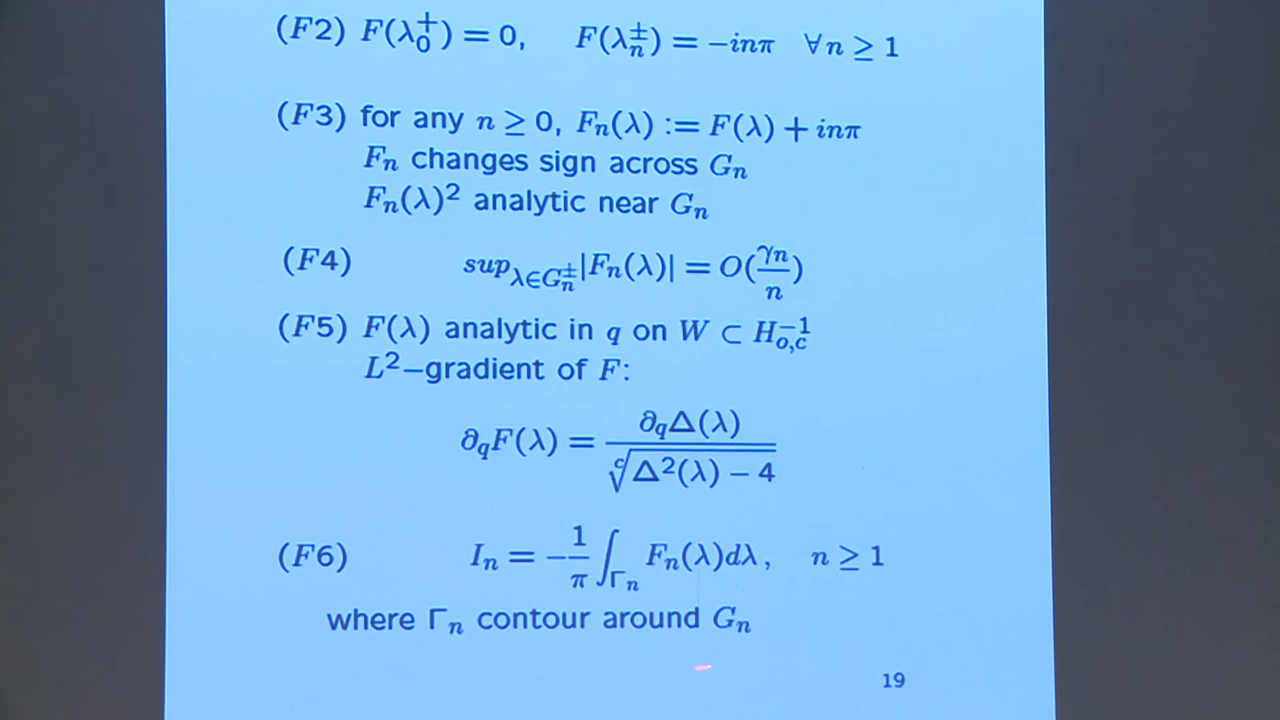 (F2) F(λ₀⁺) = 0, F(λₙ±) = −inπ ∀ n ≥ 1
(F3) for any n ≥ 0, Fₙ(λ) := F(λ) + inπ
Fₙ changes sign across Gₙ
Fₙ(λ)² analytic near Gₙ
(F4) sup_{λ∈Gₙ±}|Fₙ(λ)| = O(γₙ/n)
(F5) F(λ) analytic in q on W ⊂ H_{o,c}^{−1}
L²−gradient of F:
∂_qF(λ) = ∂_qΔ(λ) / ᶜ√(Δ²(λ) − 4)
(F6) Iₙ = −1/π ∫_{Γₙ} Fₙ(λ)dλ, n ≥ 1
where Γₙ contour around Gₙ
19